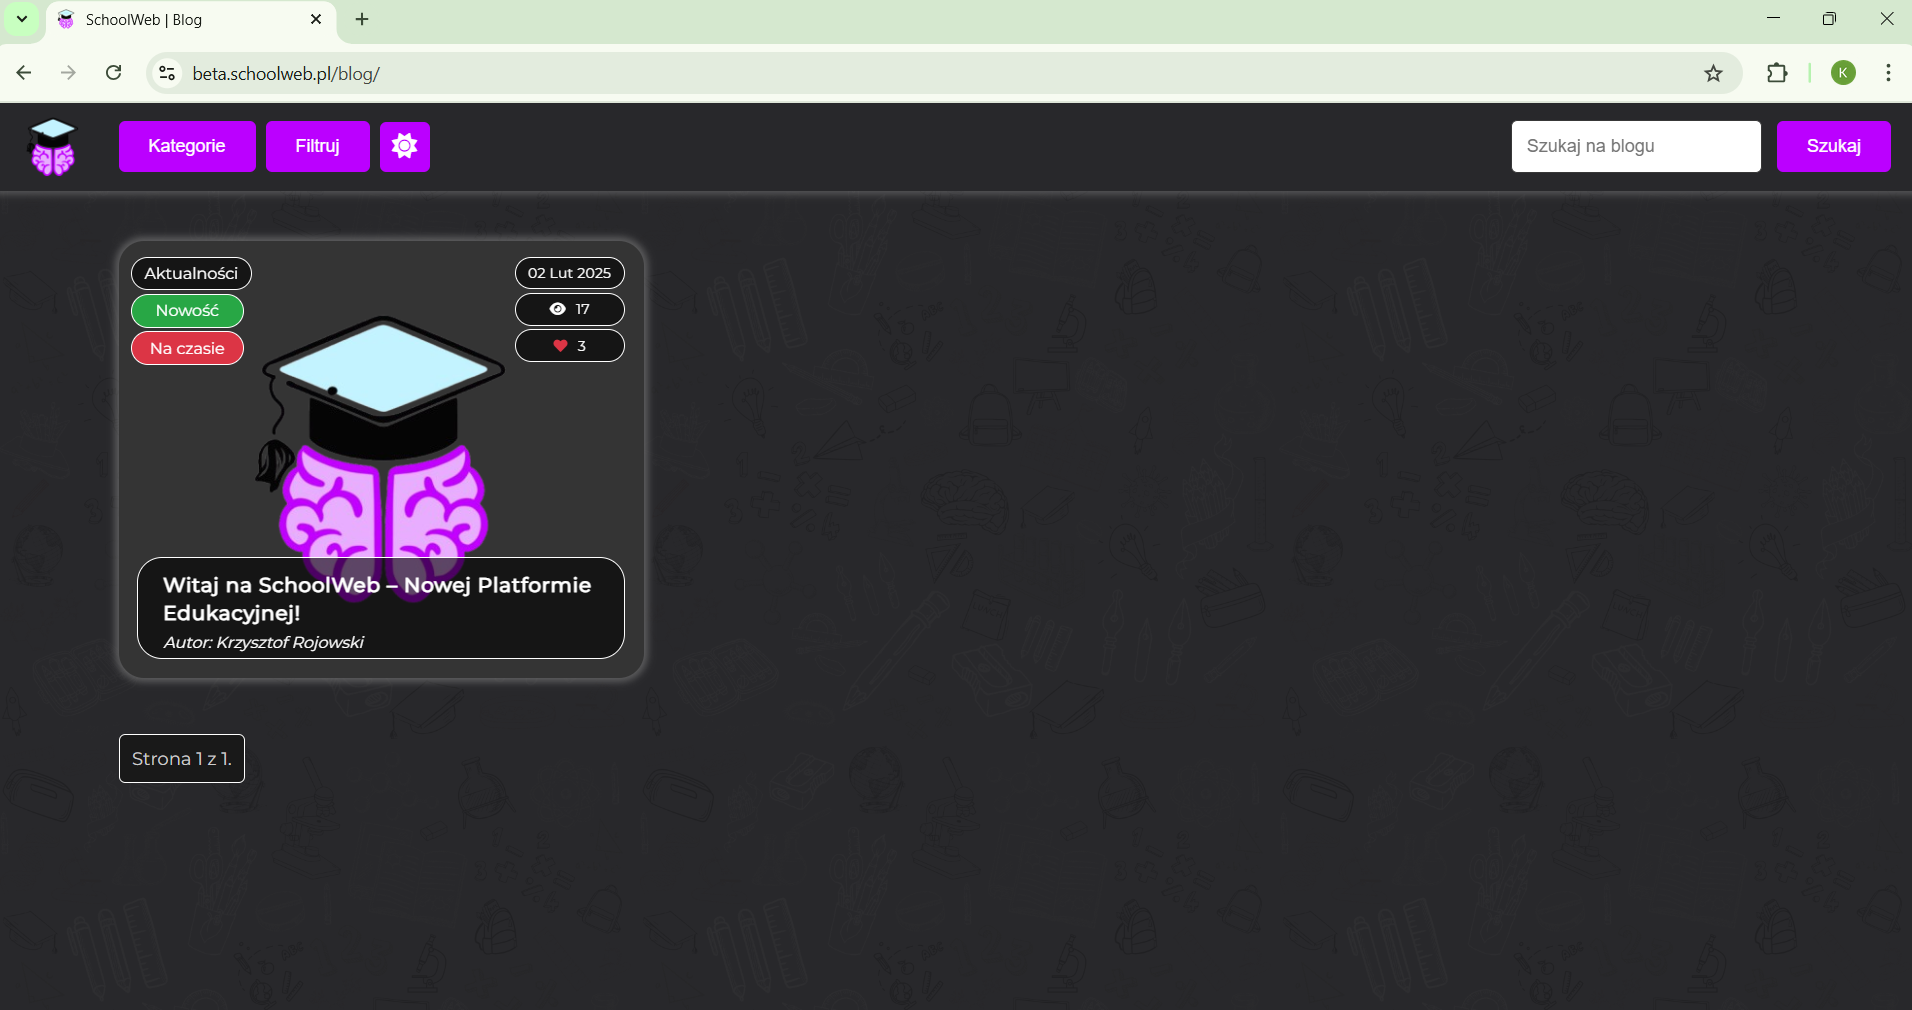 SchoolWeb | Blog
beta.schoolweb.pl/blog/
K
Kategorie
Filtruj
Szukaj na blogu
Szukaj
Aktualności
Nowość
Na czasie
02 Lut 2025
17
3
Witaj na SchoolWeb – Nowej Platformie
Edukacyjnej!
Autor: Krzysztof Rojowski
Strona 1 z 1.